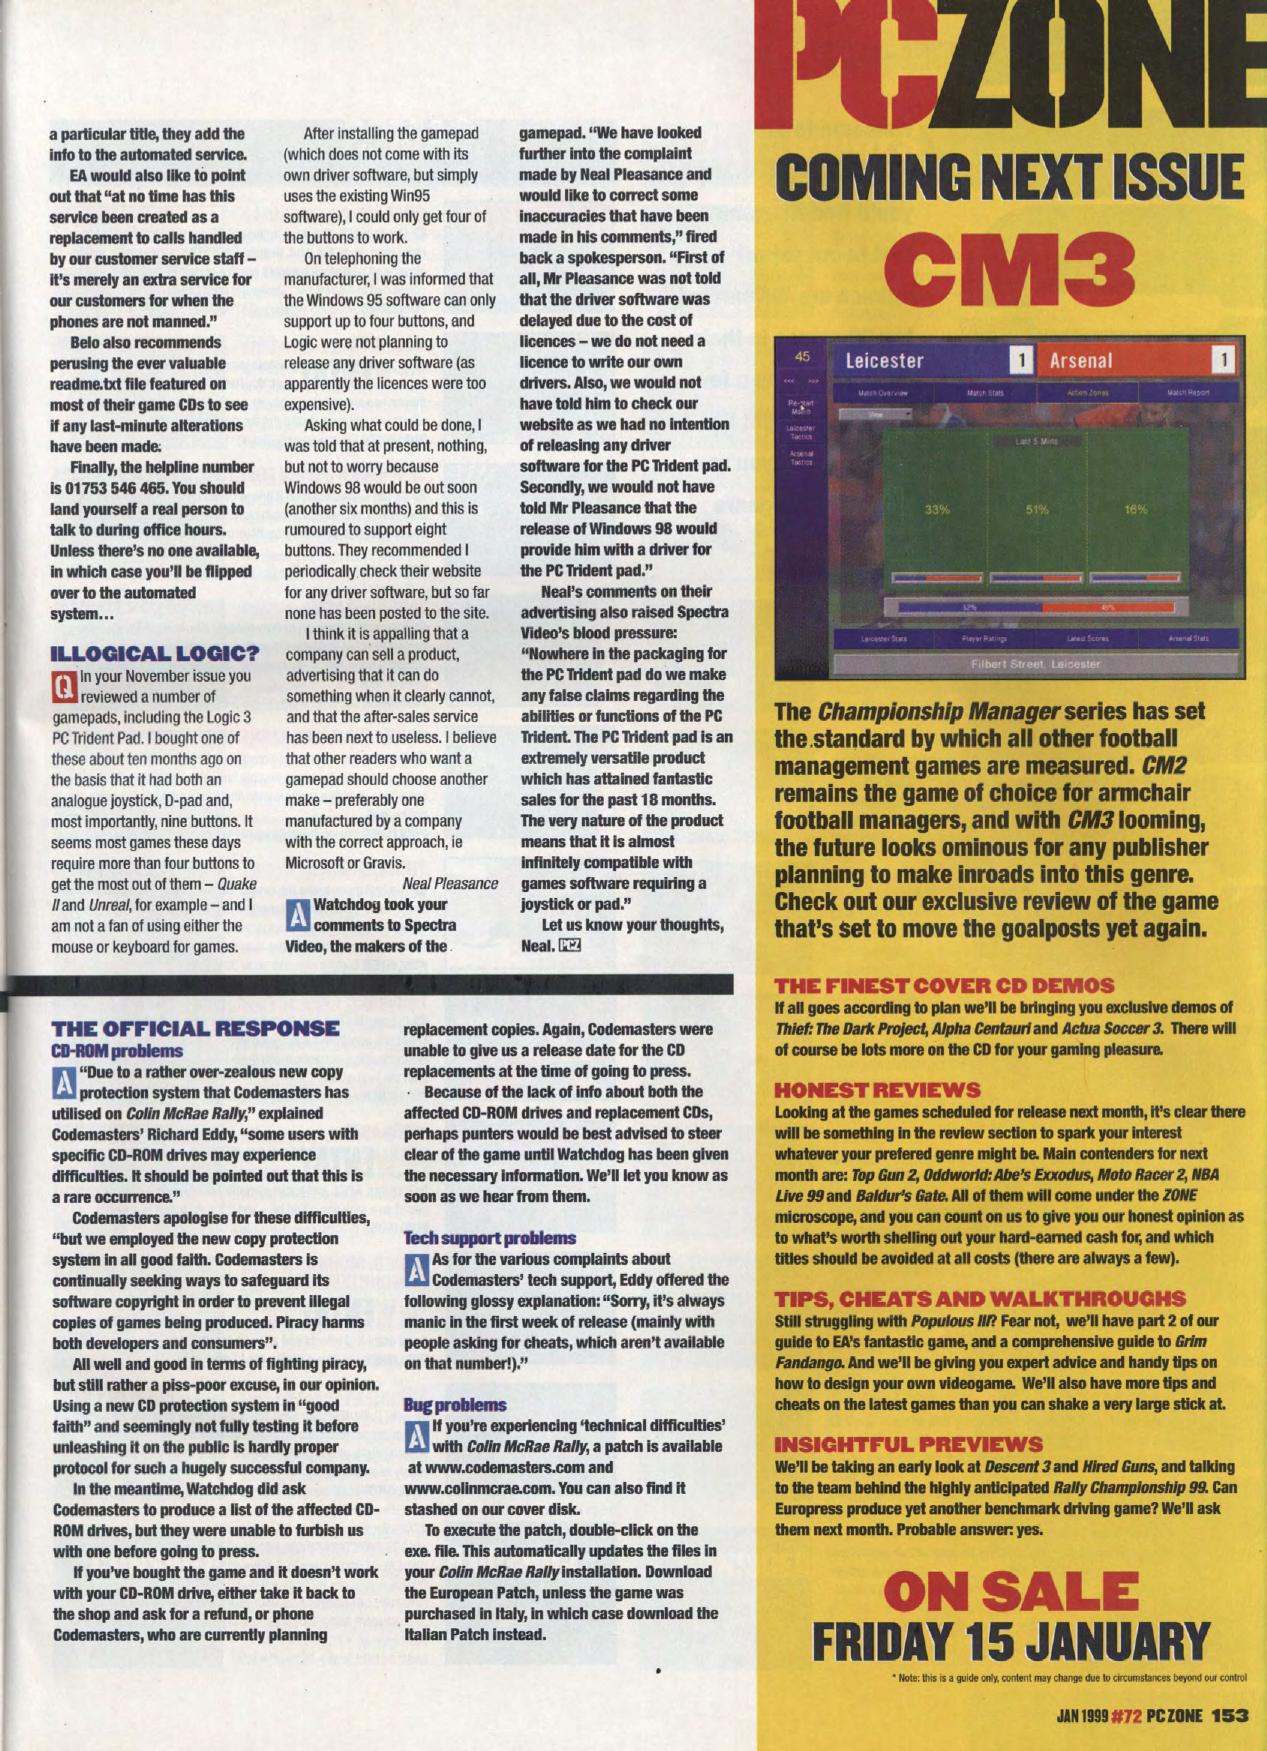 a particular title, they add the
info to the automated service.
EA would also like to point
out that “at no time has this
service been created as a
replacement to calls handled
by our customer service staff –
it's merely an extra service for
our customers for when the
phones are not manned.”
Belo also recommends
perusing the ever valuable
readme.txt file featured on
most of their game CDs to see
if any last-minute alterations
have been made.
Finally, the helpline number
is 01753 546 465. You should
land yourself a real person to
talk to during office hours.
Unless there's no one available,
in which case you'll be flipped
over to the automated
system...
ILLOGICAL LOGIC?
Q In your November issue you
reviewed a number of
gamepads, including the Logic 3
PC Trident Pad. I bought one of
these about ten months ago on
the basis that it had both an
analogue joystick, D-pad and,
most importantly, nine buttons. It
seems most games these days
require more than four buttons to
get the most out of them – Quake
II and Unreal, for example – and I
am not a fan of using either the
mouse or keyboard for games.
After installing the gamepad
(which does not come with its
own driver software, but simply
uses the existing Win95
software), I could only get four of
the buttons to work.
On telephoning the
manufacturer, I was informed that
the Windows 95 software can only
support up to four buttons, and
Logic were not planning to
release any driver software (as
apparently the licences were too
expensive).
Asking what could be done, I
was told that at present, nothing,
but not to worry because
Windows 98 would be out soon
(another six months) and this is
rumoured to support eight
buttons. They recommended I
periodically check their website
for any driver software, but so far
none has been posted to the site.
I think it is appalling that a
company can sell a product,
advertising that it can do
something when it clearly cannot,
and that the after-sales service
has been next to useless. I believe
that other readers who want a
gamepad should choose another
make – preferably one
manufactured by a company
with the correct approach, ie
Microsoft or Gravis.
Neal Pleasance
A Watchdog took your
comments to Spectra
Video, the makers of the
gamepad. “We have looked
further into the complaint
made by Neal Pleasance and
would like to correct some
inaccuracies that have been
made in his comments,” fired
back a spokesperson. “First of
all, Mr Pleasance was not told
that the driver software was
delayed due to the cost of
licences – we do not need a
licence to write our own
drivers. Also, we would not
have told him to check our
website as we had no intention
of releasing any driver
software for the PC Trident pad.
Secondly, we would not have
told Mr Pleasance that the
release of Windows 98 would
provide him with a driver for
the PC Trident pad.”
Neal's comments on their
advertising also raised Spectra
Video's blood pressure:
“Nowhere in the packaging for
the PC Trident pad do we make
any false claims regarding the
abilities or functions of the PC
Trident. The PC Trident pad is an
extremely versatile product
which has attained fantastic
sales for the past 18 months.
The very nature of the product
means that it is almost
infinitely compatible with
games software requiring a
joystick or pad.”
Let us know your thoughts,
Neal. PCZ
THE OFFICIAL RESPONSE
CD-ROM problems
A “Due to a rather over-zealous new copy
protection system that Codemasters has
utilised on Colin McRae Rally,” explained
Codemasters' Richard Eddy, “some users with
specific CD-ROM drives may experience
difficulties. It should be pointed out that this is
a rare occurrence.”
Codemasters apologise for these difficulties,
“but we employed the new copy protection
system in all good faith. Codemasters is
continually seeking ways to safeguard its
software copyright in order to prevent illegal
copies of games being produced. Piracy harms
both developers and consumers”.
All well and good in terms of fighting piracy,
but still rather a piss-poor excuse, in our opinion.
Using a new CD protection system in “good
faith” and seemingly not fully testing it before
unleashing it on the public is hardly proper
protocol for such a hugely successful company.
In the meantime, Watchdog did ask
Codemasters to produce a list of the affected CD-
ROM drives, but they were unable to furbish us
with one before going to press.
If you've bought the game and it doesn't work
with your CD-ROM drive, either take it back to
the shop and ask for a refund, or phone
Codemasters, who are currently planning
replacement copies. Again, Codemasters were
unable to give us a release date for the CD
replacements at the time of going to press.
Because of the lack of info about both the
affected CD-ROM drives and replacement CDs,
perhaps punters would be best advised to steer
clear of the game until Watchdog has been given
the necessary information. We'll let you know as
soon as we hear from them.
Tech support problems
A As for the various complaints about
Codemasters' tech support, Eddy offered the
following glossy explanation: “Sorry, it's always
manic in the first week of release (mainly with
people asking for cheats, which aren't available
on that number!).”
Bug problems
A If you're experiencing ‘technical difficulties’
with Colin McRae Rally, a patch is available
at www.codemasters.com and
www.colinmcrae.com. You can also find it
stashed on our cover disk.
To execute the patch, double-click on the
exe. file. This automatically updates the files in
your Colin McRae Rally installation. Download
the European Patch, unless the game was
purchased in Italy, in which case download the
Italian Patch instead.
PCZONE
COMING NEXT ISSUE
CM3
45
Leicester 1 Arsenal 1
<<< >>>
Match Overview Match Stats Action Zones Match Report
Re-start
Match
View
Leicester
Tactics
Arsenal
Tactics
Last 5 Mins
33% 51% 16%
52% 48%
Leicester Stats Player Ratings Latest Scores Arsenal Stats
Filbert Street, Leicester
The Championship Manager series has set
the standard by which all other football
management games are measured. CM2
remains the game of choice for armchair
football managers, and with CM3 looming,
the future looks ominous for any publisher
planning to make inroads into this genre.
Check out our exclusive review of the game
that's set to move the goalposts yet again.
THE FINEST COVER CD DEMOS
If all goes according to plan we'll be bringing you exclusive demos of
Thief: The Dark Project, Alpha Centauri and Actua Soccer 3. There will
of course be lots more on the CD for your gaming pleasure.
HONEST REVIEWS
Looking at the games scheduled for release next month, it's clear there
will be something in the review section to spark your interest
whatever your prefered genre might be. Main contenders for next
month are: Top Gun 2, Oddworld: Abe's Exxodus, Moto Racer 2, NBA
Live 99 and Baldur's Gate. All of them will come under the ZONE
microscope, and you can count on us to give you our honest opinion as
to what's worth shelling out your hard-earned cash for, and which
titles should be avoided at all costs (there are always a few).
TIPS, CHEATS AND WALKTHROUGHS
Still struggling with Populous III? Fear not, we'll have part 2 of our
guide to EA's fantastic game, and a comprehensive guide to Grim
Fandango. And we'll be giving you expert advice and handy tips on
how to design your own videogame. We'll also have more tips and
cheats on the latest games than you can shake a very large stick at.
INSIGHTFUL PREVIEWS
We'll be taking an early look at Descent 3 and Hired Guns, and talking
to the team behind the highly anticipated Rally Championship 99. Can
Europress produce yet another benchmark driving game? We'll ask
them next month. Probable answer: yes.
ON SALE
FRIDAY 15 JANUARY
* Note: this is a guide only, content may change due to circumstances beyond our control
JAN 1999 #72 PC ZONE 153